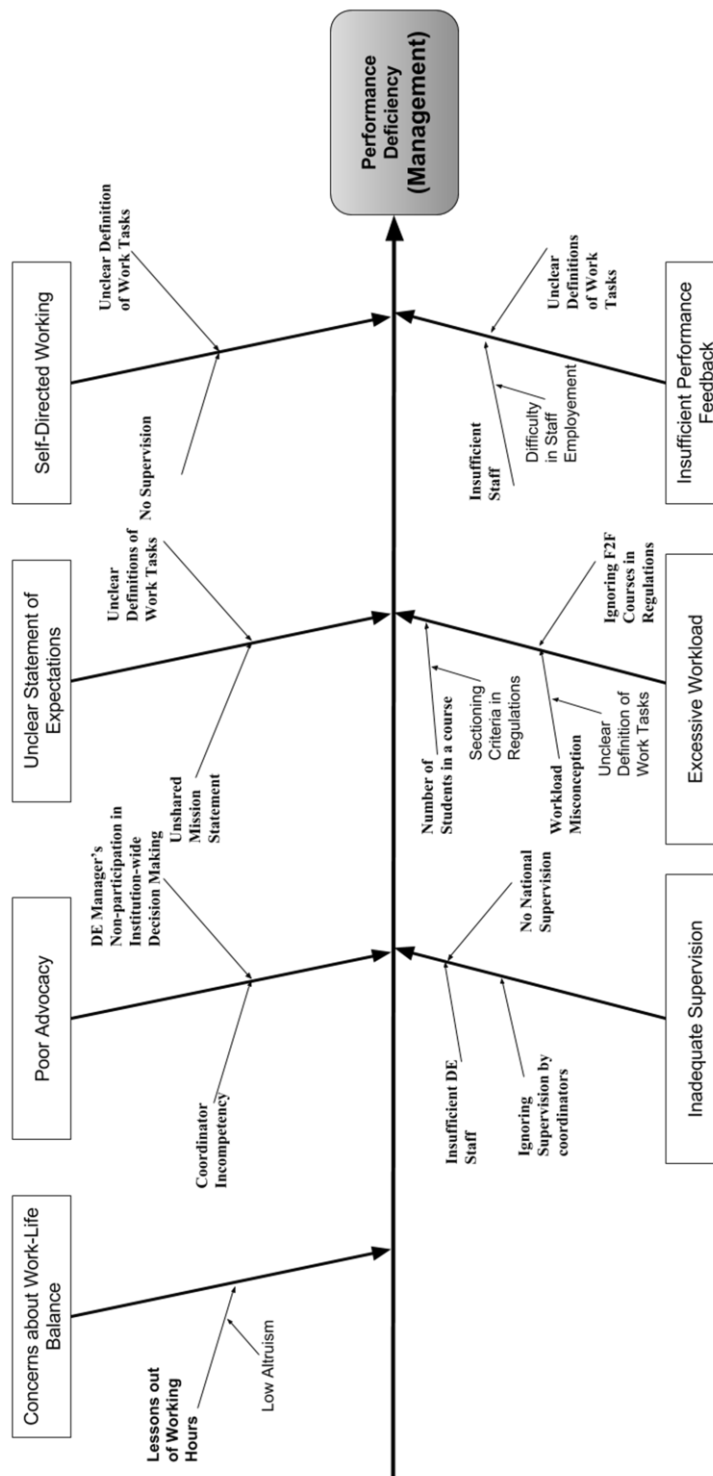 Concerns about Work-Life
Balance
Poor Advocacy
Unclear Statement of
Expectations
Self-Directed Working
Lessons out
of Working
Hours
Low Altruism
Coordinator
Incompetency
DE Manager’s
Non-participation in
Institution-wide
Decision Making
Unshared
Mission
Statement
Unclear
Definitions of
Work Tasks
No Supervision
Unclear Definition
of Work Tasks
Performance
Deficiency
(Management)
Insufficient DE
Staff
Ignoring
Supervision by
coordinators
No National
Supervision
Number of
Students in a course
Sectioning
Criteria in
Regulations
Workload
Misconception
Unclear
Definition of
Work Tasks
Ignoring F2F
Courses in
Regulations
Insufficient
Staff
Difficulty
in Staff
Employement
Unclear
Definitions
of Work
Tasks
Inadequate Supervision
Excessive Workload
Insufficient Performance
Feedback